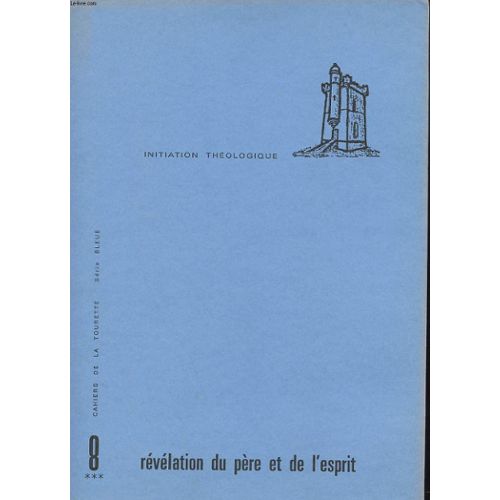 Le-livre.com
INITIATION THÉOLOGIQUE
CAHIERS DE LA TOURETTE Série BLEUE
8
***
révélation du père et de l'esprit